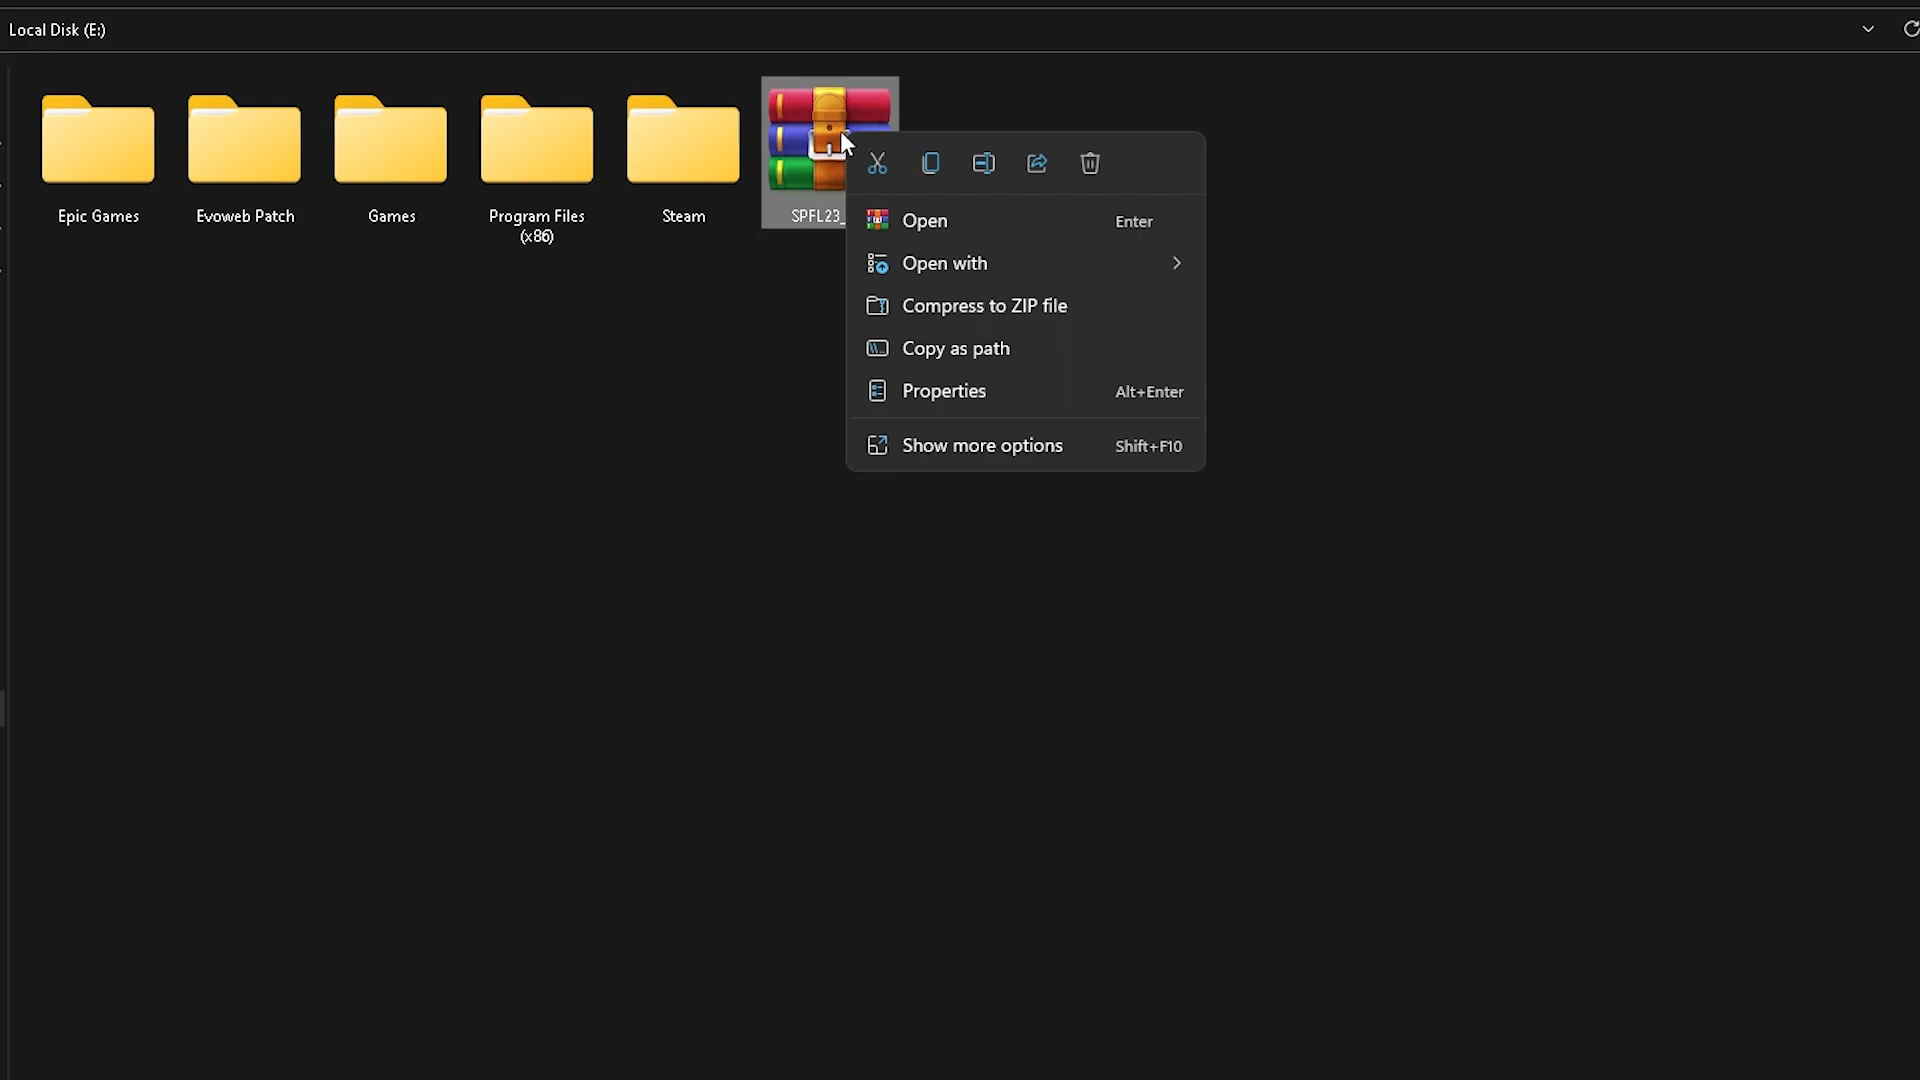 Local Disk (E:)
Epic Games
Evoweb Patch
Games
Program Files
(x86)
Steam
SPFL23_
Open Enter
Open with
Compress to ZIP file
Copy as path
Properties Alt+Enter
Show more options Shift+F10